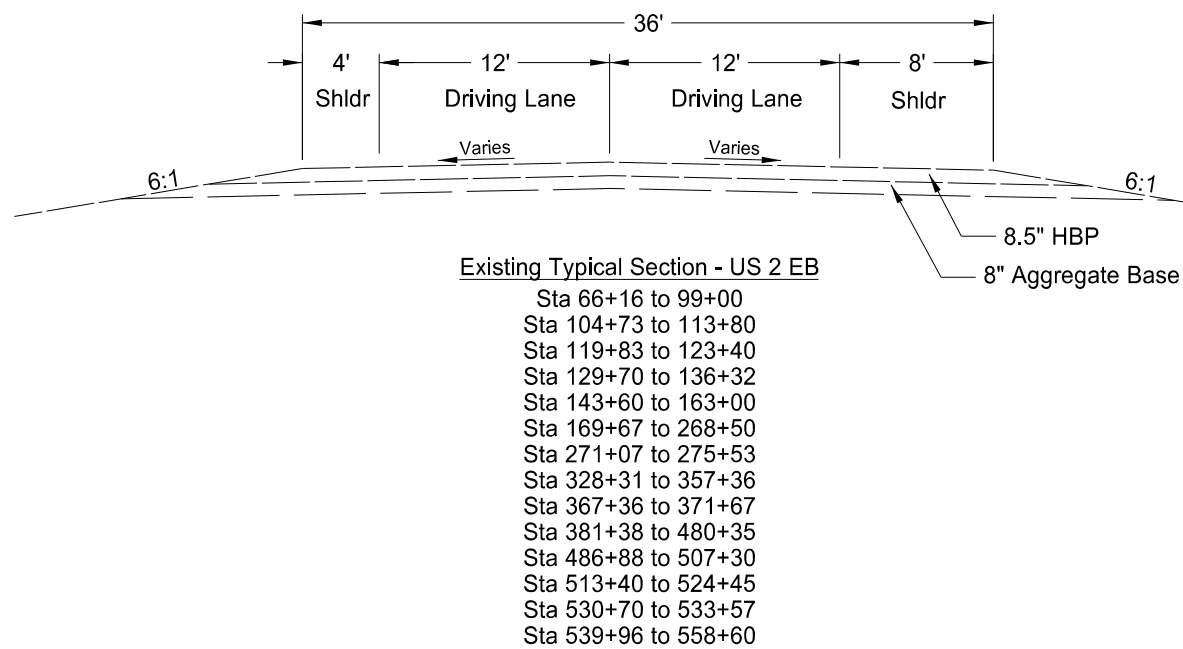 36'
4' 12' 12' 8'
Shldr Driving Lane Driving Lane Shldr
Varies Varies
6:1 6:1
8.5" HBP
8" Aggregate Base
Existing Typical Section - US 2 EB
Sta 66+16 to 99+00
Sta 104+73 to 113+80
Sta 119+83 to 123+40
Sta 129+70 to 136+32
Sta 143+60 to 163+00
Sta 169+67 to 268+50
Sta 271+07 to 275+53
Sta 328+31 to 357+36
Sta 367+36 to 371+67
Sta 381+38 to 480+35
Sta 486+88 to 507+30
Sta 513+40 to 524+45
Sta 530+70 to 533+57
Sta 539+96 to 558+60